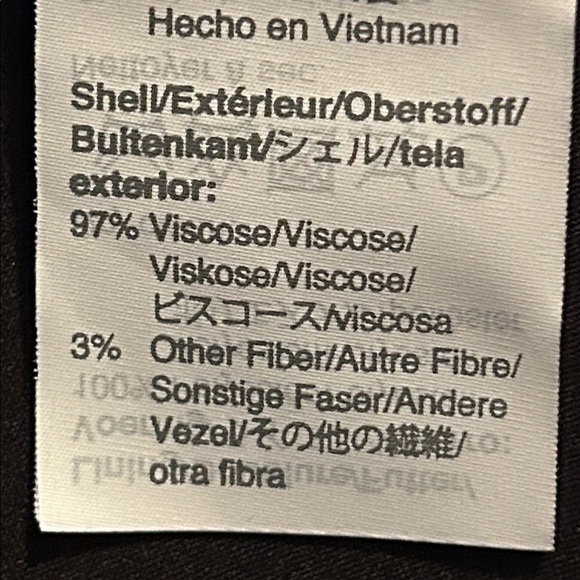 Hecho en Vietnam
Shell/Extérieur/Oberstoff/
Buitenkant/シェル/tela
exterior:
97% Viscose/Viscose/
Viskose/Viscose/
ビスコース/viscosa
3% Other Fiber/Autre Fibre/
Sonstige Faser/Andere
Vezel/その他の繊維/
otra fibra